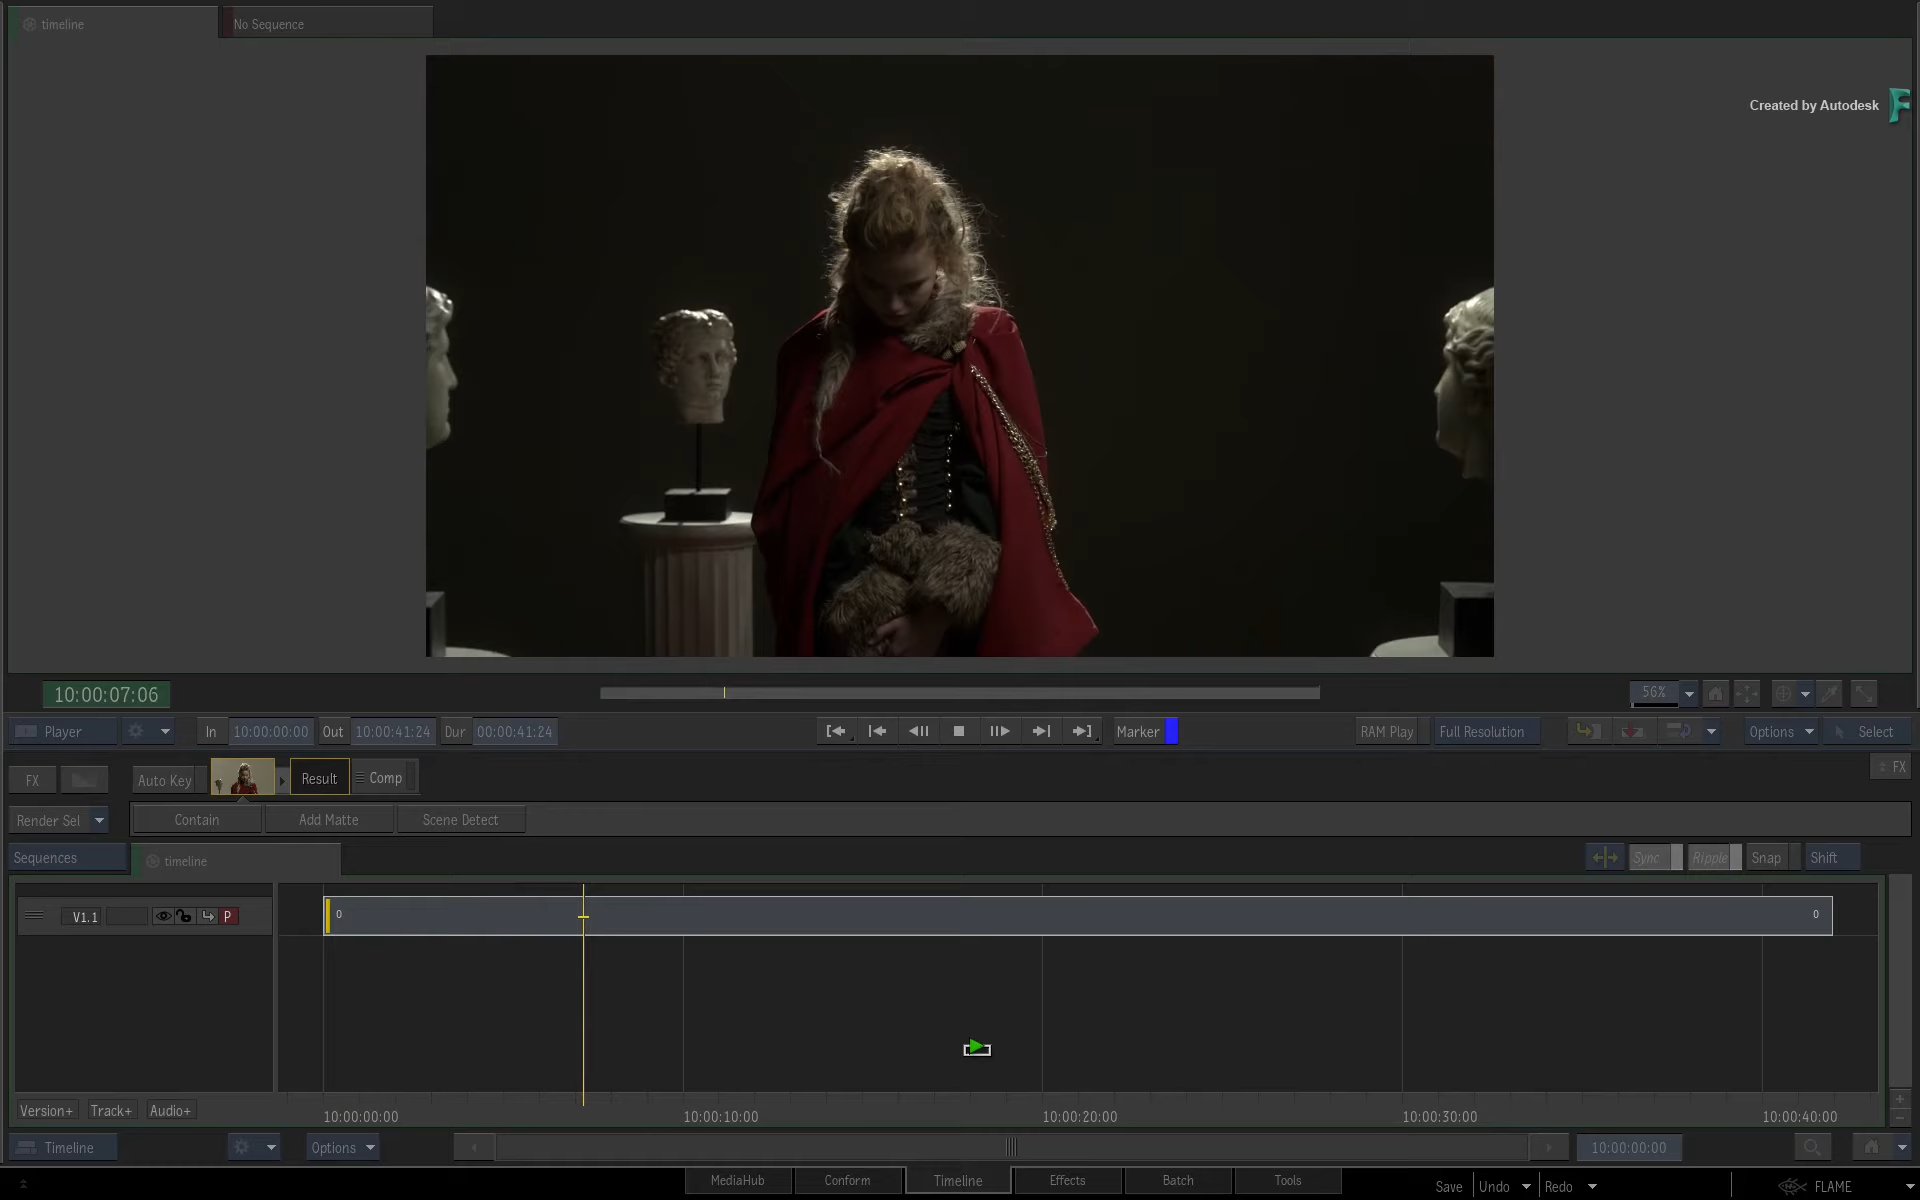 timeline
No Sequence
Created by Autodesk
10:00:07:06
56%
Player
In 10:00:00:00 Out 10:00:41:24 Dur 00:00:41:24
Marker
RAM Play
Full Resolution
Options
Select
FX
Auto Key
Result
Comp
FX
Render Sel
Contain
Add Matte
Scene Detect
Sequences
timeline
Sync
Ripple
Snap
Shift
V1.1
P
0
0
Version+
Track+
Audio+
10:00:00:00
10:00:10:00
10:00:20:00
10:00:30:00
10:00:40:00
Timeline
Options
10:00:00:00
MediaHub
Conform
Timeline
Effects
Batch
Tools
Save
Undo
Redo
FLAME